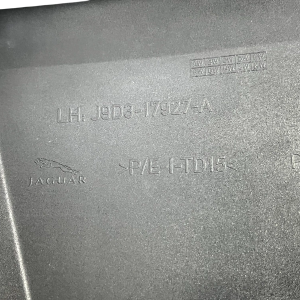 LH. J9D3-17927-A
>P/E-I-TD15<
JAGUAR